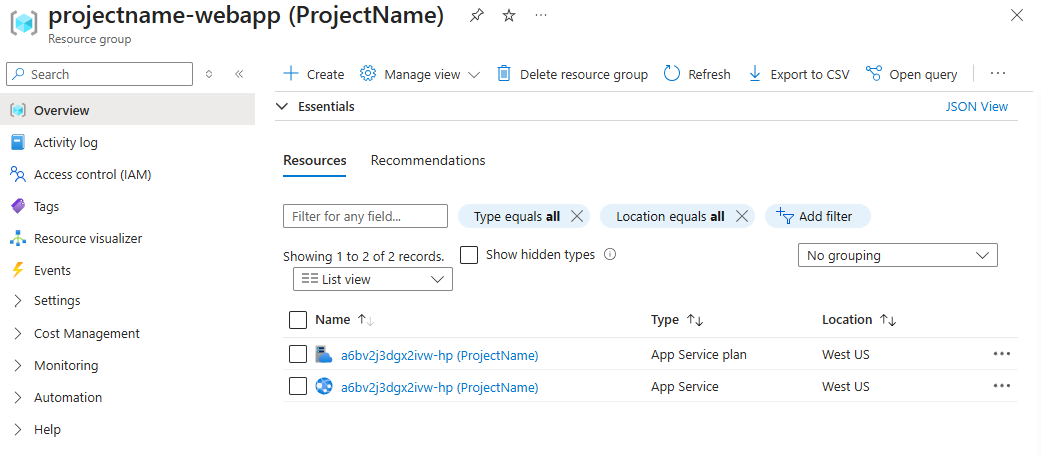 projectname-webapp (ProjectName)
Resource group
Search
Create
Manage view
Delete resource group
Refresh
Export to CSV
Open query
Overview
Activity log
Access control (IAM)
Tags
Resource visualizer
Events
Settings
Cost Management
Monitoring
Automation
Help
Essentials
JSON View
Resources
Recommendations
Filter for any field...
Type equals all
Location equals all
Add filter
Showing 1 to 2 of 2 records.
Show hidden types
No grouping
List view
Name Type Location
a6bv2j3dgx2ivw-hp (ProjectName) App Service plan West US
a6bv2j3dgx2ivw-hp (ProjectName) App Service West US